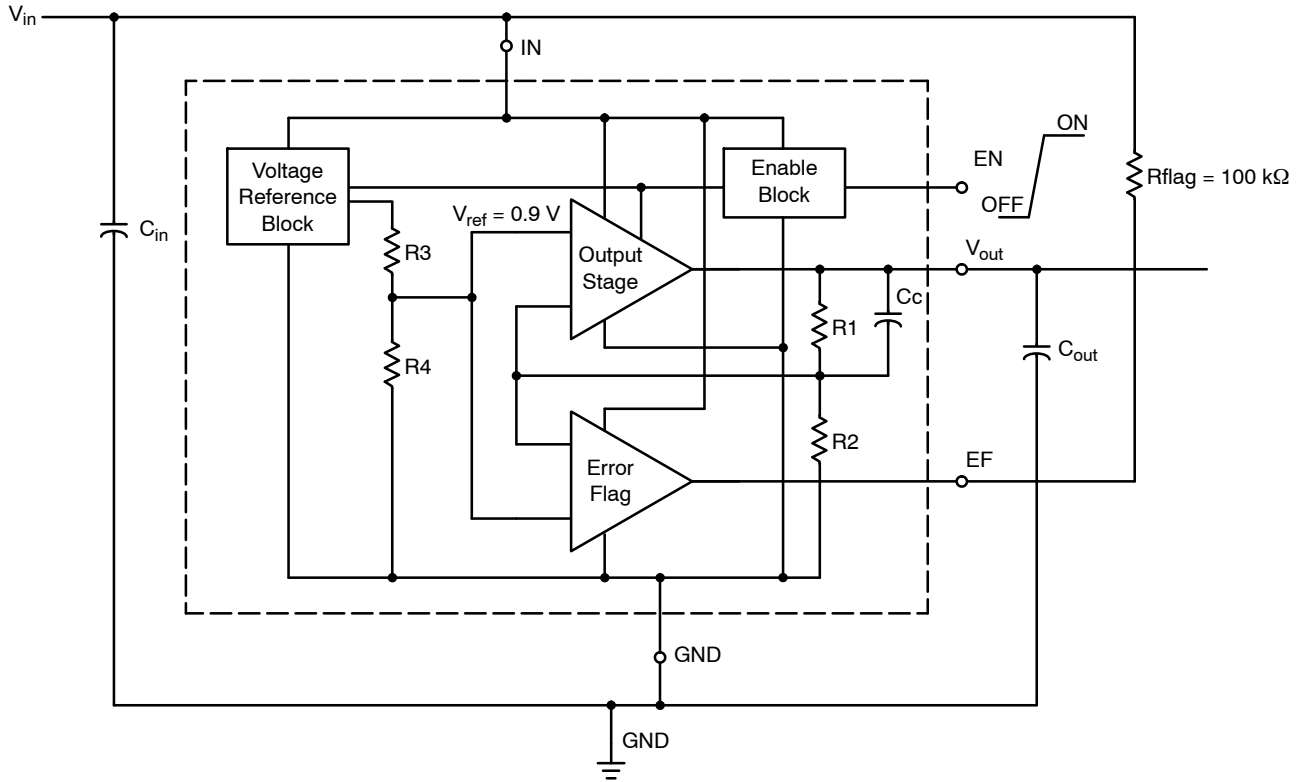 Vin
IN
ON
EN
OFF
Rflag = 100 kΩ
Voltage
Reference
Block
Enable
Block
Cin
Vref = 0.9 V
R3
Output
Stage
Vout
Cc
R1
Cout
R4
R2
Error
Flag
EF
GND
GND